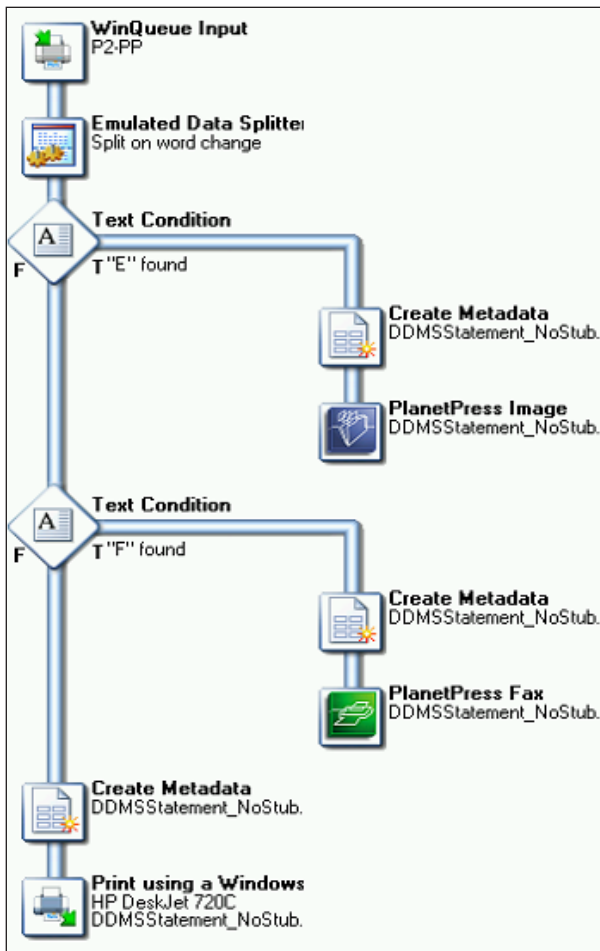 WinQueue Input
P2-PP
Emulated Data Splitter
Split on word change
Text Condition
A
F
T "E" found
Create Metadata
DDMSStatement_NoStub.
PlanetPress Image
DDMSStatement_NoStub.
Text Condition
A
F
T "F" found
Create Metadata
DDMSStatement_NoStub.
PlanetPress Fax
DDMSStatement_NoStub.
Create Metadata
DDMSStatement_NoStub.
Print using a Windows
HP DeskJet 720C
DDMSStatement_NoStub.